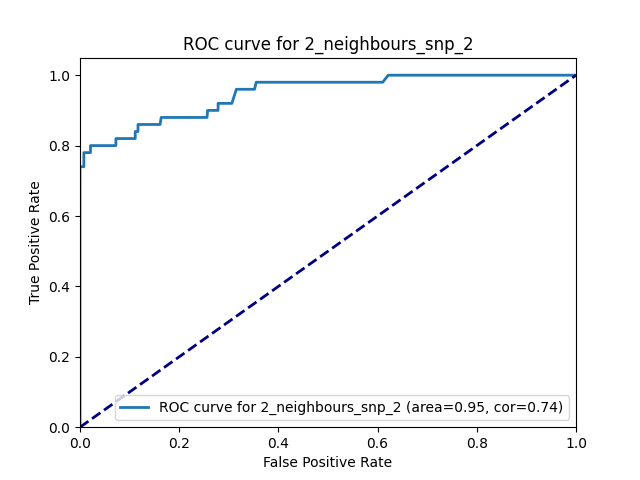 ROC curve for 2_neighbours_snp_2
1.0
0.8
0.6
0.4
0.2
0.0
True Positive Rate
ROC curve for 2_neighbours_snp_2 (area=0.95, cor=0.74)
0.0 0.2 0.4 0.6 0.8 1.0
False Positive Rate